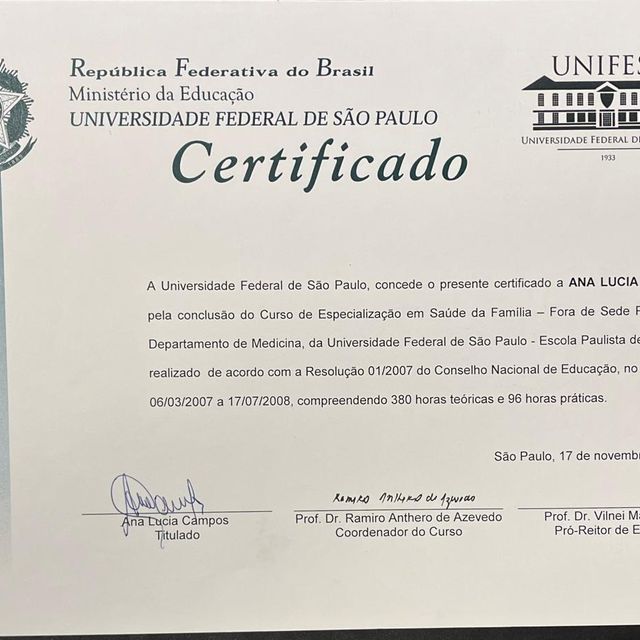 República Federativa do Brasil
Ministério da Educação
UNIVERSIDADE FEDERAL DE SÃO PAULO
UNIFES
UNIVERSIDADE FEDERAL DE
1933
Certificado
A Universidade Federal de São Paulo, concede o presente certificado a ANA LUCIA
pela conclusão do Curso de Especialização em Saúde da Família – Fora de Sede
Departamento de Medicina, da Universidade Federal de São Paulo - Escola Paulista de
realizado de acordo com a Resolução 01/2007 do Conselho Nacional de Educação, no
06/03/2007 a 17/07/2008, compreendendo 380 horas teóricas e 96 horas práticas.
São Paulo, 17 de novembr
Ramiro Anthero de Azevedo
Ana Lucia Campos
Titulado
Prof. Dr. Ramiro Anthero de Azevedo
Coordenador do Curso
Prof. Dr. Vilnei Ma
Pró-Reitor de E